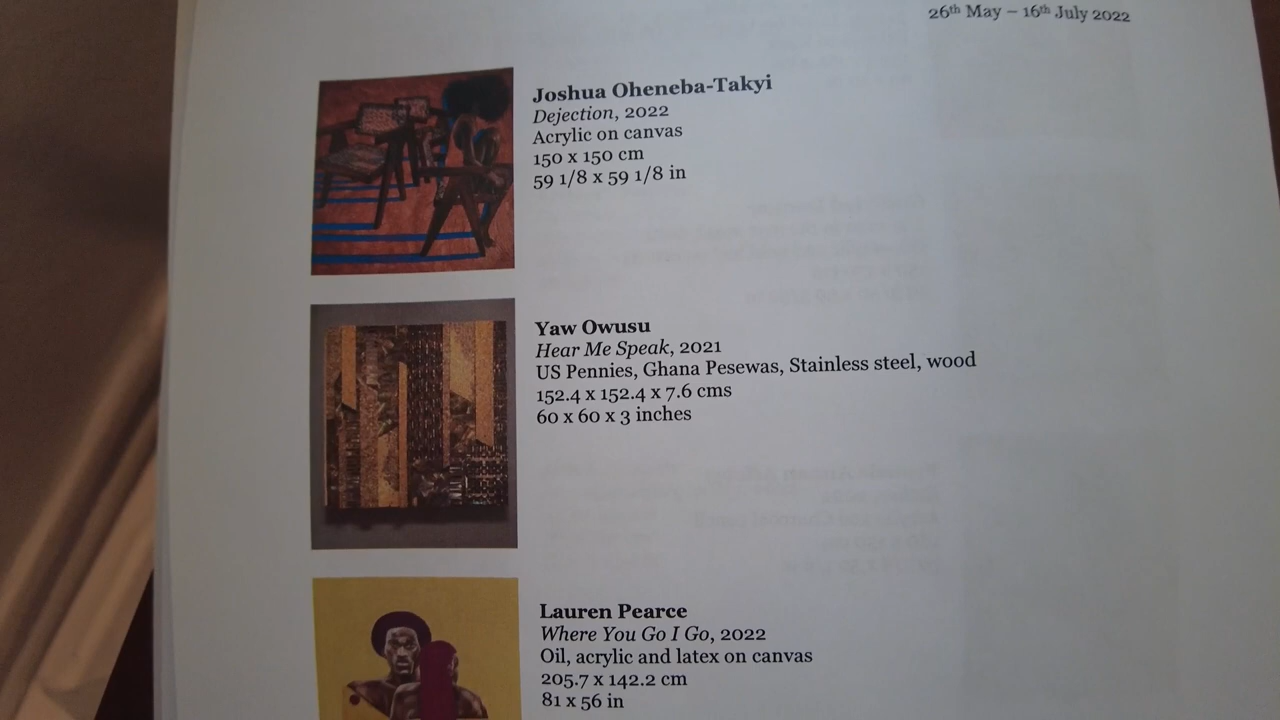 26th May – 16th July 2022
Joshua Oheneba-Takyi
Dejection, 2022
Acrylic on canvas
150 x 150 cm
59 1/8 x 59 1/8 in
Yaw Owusu
Hear Me Speak, 2021
US Pennies, Ghana Pesewas, Stainless steel, wood
152.4 x 152.4 x 7.6 cms
60 x 60 x 3 inches
Lauren Pearce
Where You Go I Go, 2022
Oil, acrylic and latex on canvas
205.7 x 142.2 cm
81 x 56 in